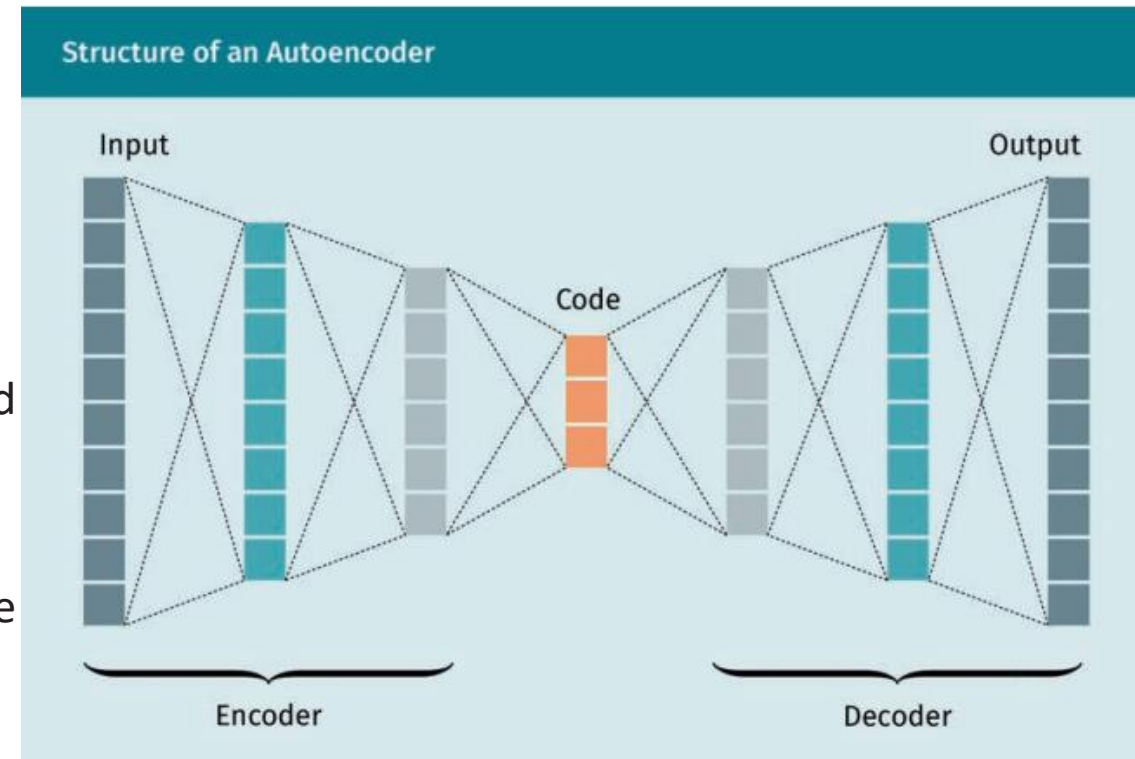 Structure of an Autoencoder
Input
Output
Code
Encoder
Decoder